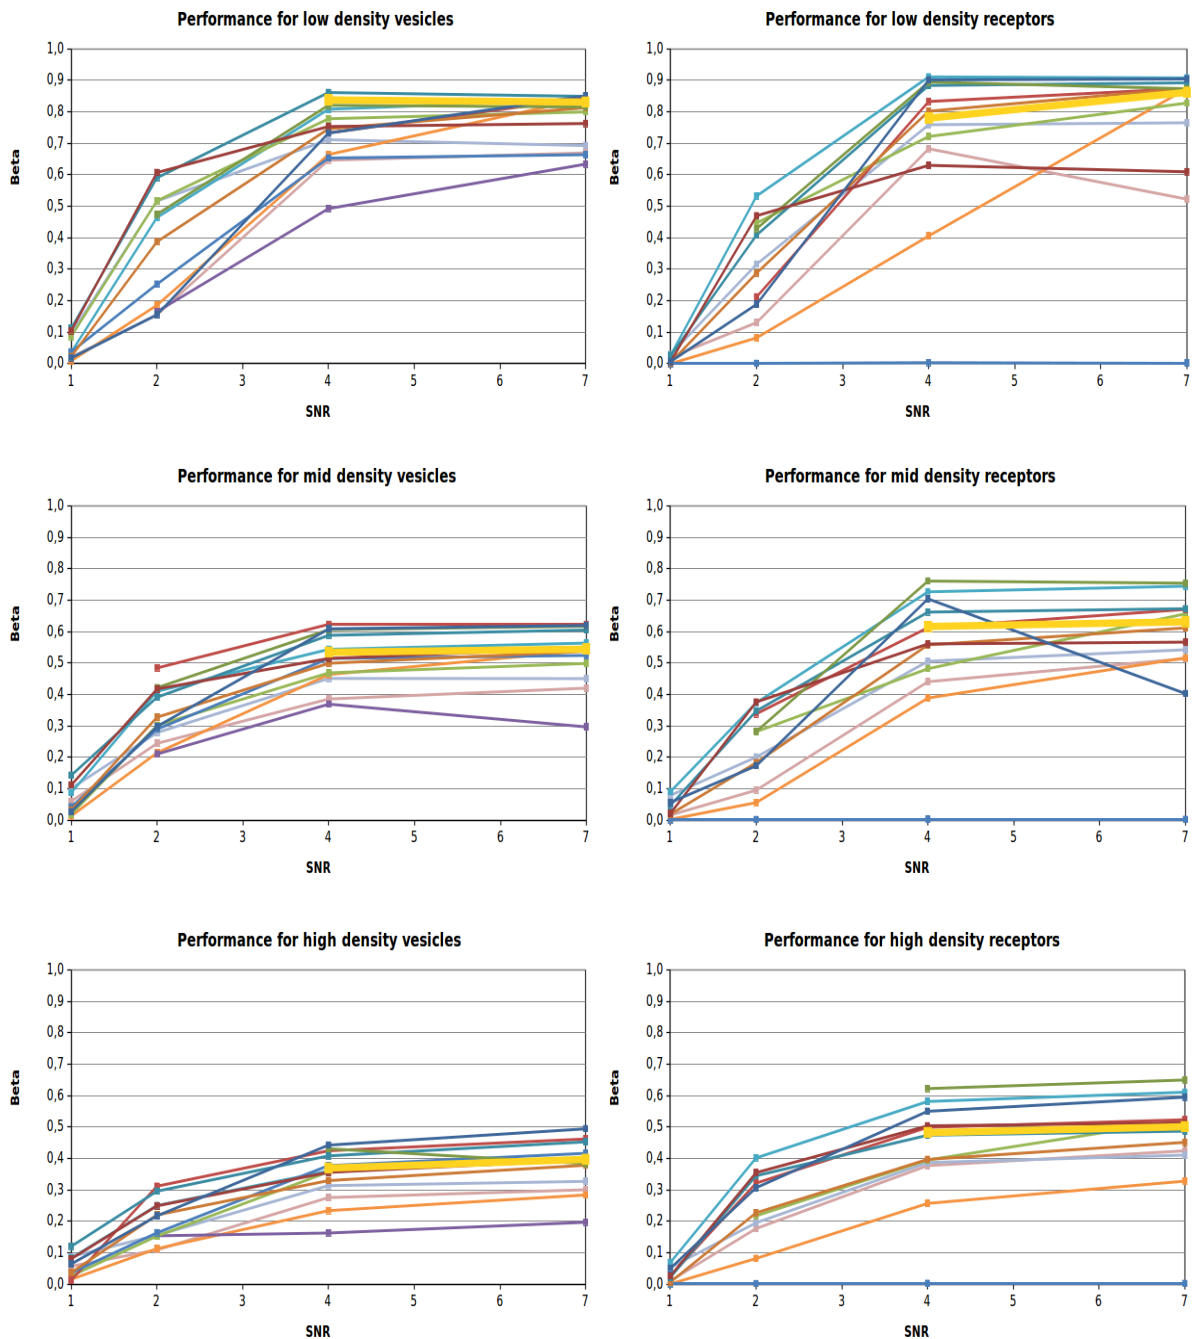 Performance for low density vesicles
1,0
0,9
0,8
0,7
0,6
0,5
0,4
0,3
0,2
0,1
0,0
Beta
1 2 3 4 5 6 7
SNR
Performance for low density receptors
1,0
0,9
0,8
0,7
0,6
0,5
0,4
0,3
0,2
0,1
0,0
Beta
1 2 3 4 5 6 7
SNR
Performance for mid density vesicles
1,0
0,9
0,8
0,7
0,6
0,5
0,4
0,3
0,2
0,1
0,0
Beta
1 2 3 4 5 6 7
SNR
Performance for mid density receptors
1,0
0,9
0,8
0,7
0,6
0,5
0,4
0,3
0,2
0,1
0,0
Beta
1 2 3 4 5 6 7
SNR
Performance for high density vesicles
1,0
0,9
0,8
0,7
0,6
0,5
0,4
0,3
0,2
0,1
0,0
Beta
1 2 3 4 5 6 7
SNR
Performance for high density receptors
1,0
0,9
0,8
0,7
0,6
0,5
0,4
0,3
0,2
0,1
0,0
Beta
1 2 3 4 5 6 7
SNR